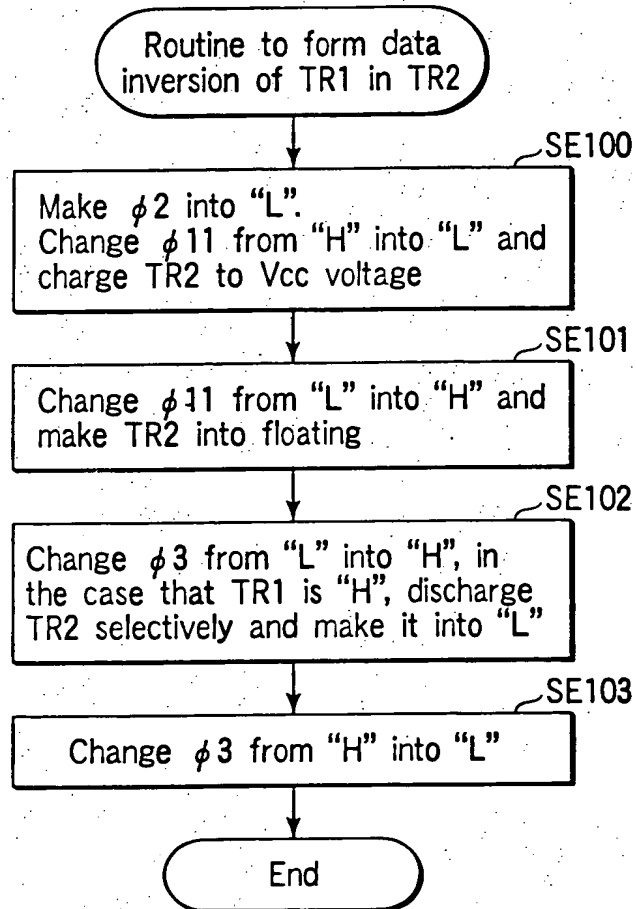 Routine to form data
inversion of TR1 in TR2
SE100
Make ϕ2 into “L”.
Change ϕ11 from “H” into “L” and
charge TR2 to Vcc voltage
SE101
Change ϕ11 from “L” into “H” and
make TR2 into floating
SE102
Change ϕ3 from “L” into “H”, in
the case that TR1 is “H”, discharge
TR2 selectively and make it into “L”
SE103
Change ϕ3 from “H” into “L”
End